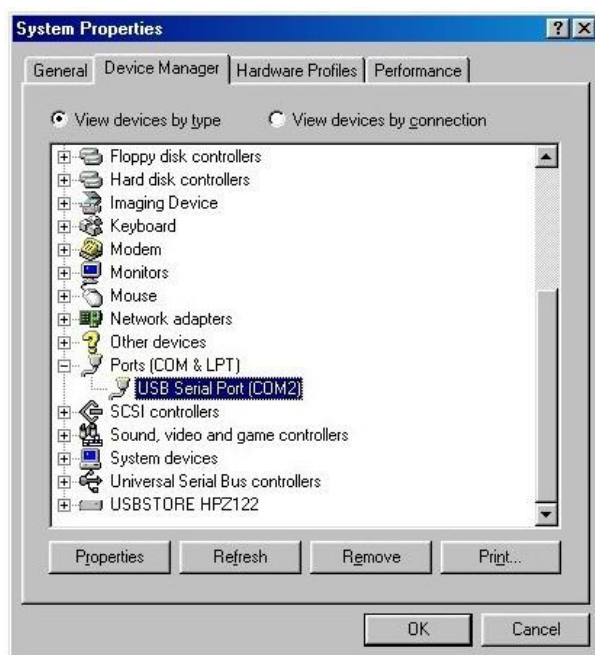 System Properties
General Device Manager Hardware Profiles Performance
View devices by type View devices by connection
Floppy disk controllers
Hard disk controllers
Imaging Device
Keyboard
Modem
Monitors
Mouse
Network adapters
Other devices
Ports (COM & LPT)
USB Serial Port (COM2)
SCSI controllers
Sound, video and game controllers
System devices
Universal Serial Bus controllers
USBSTORE HPZ122
Properties Refresh Remove Print...
OK Cancel